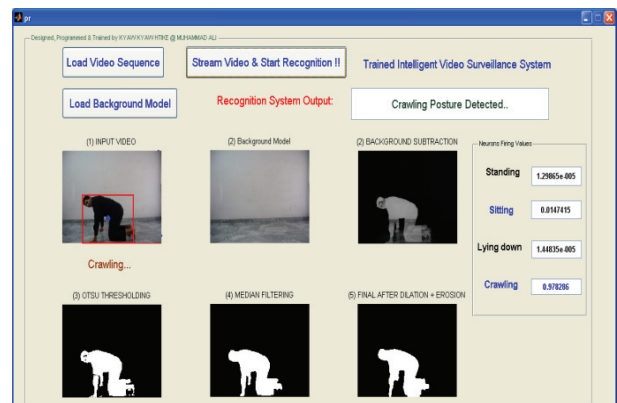 pr
Designed, Programmed & Trained by KYAW KYAW HTIKE @ MUHAMMAD ALI
Load Video Sequence
Stream Video & Start Recognition !!
Trained Intelligent Video Surveillance System
Load Background Model
Recognition System Output:
Crawling Posture Detected..
(1) INPUT VIDEO
(2) Background Model
(2) BACKGROUND SUBTRACTION
Neurons Firing Values
Standing
1.29865e-005
Sitting
0.0147415
Lying down
1.44835e-005
Crawling
0.978286
Crawling...
(3) OTSU THRESHOLDING
(4) MEDIAN FILTERING
(5) FINAL AFTER DILATION + EROSION